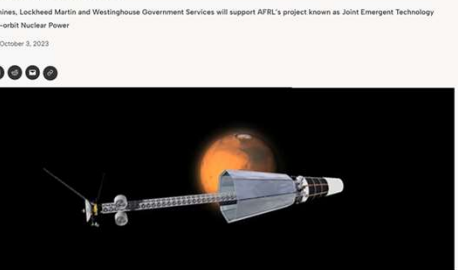 ines, Lockheed Martin and Westinghouse Government Services will support AFRL's project known as Joint Emergent Technology
-orbit Nuclear Power
October 3, 2023